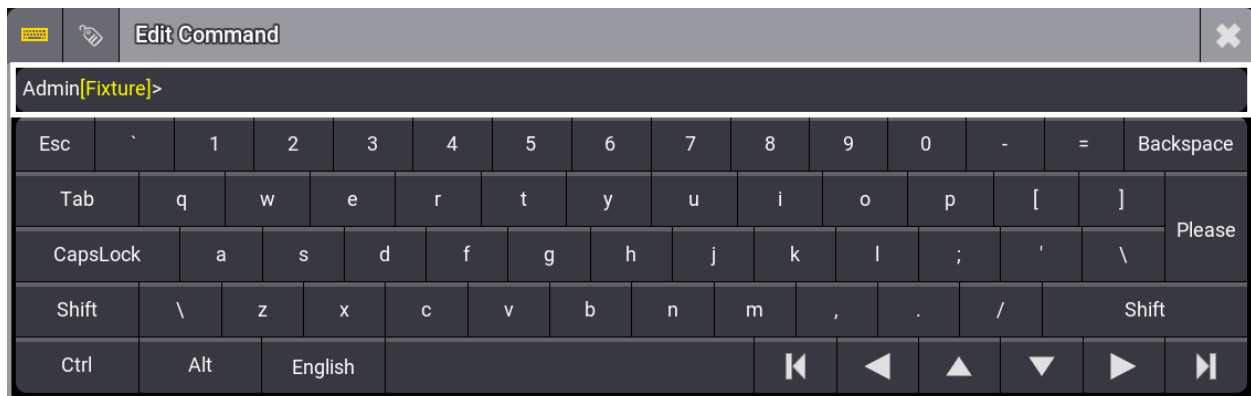 Edit Command
Admin[Fixture]>
Esc ` 1 2 3 4 5 6 7 8 9 0 - = Backspace
Tab q w e r t y u i o p [ ] Please
CapsLock a s d f g h j k l ; ' \
Shift \ z x c v b n m , . / Shift
Ctrl Alt English